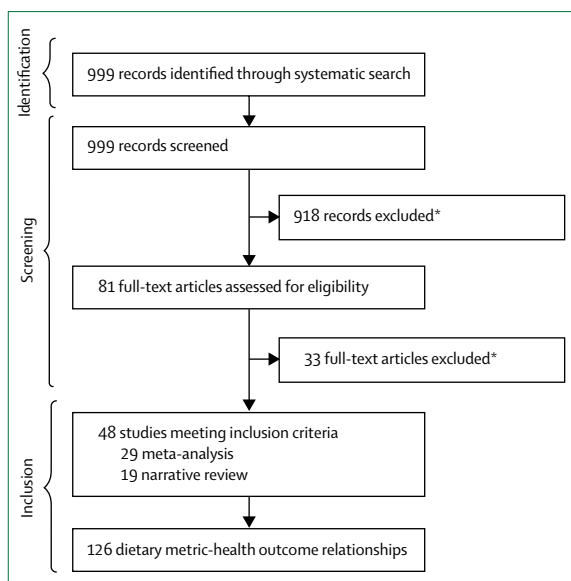 Identification
999 records identified through systematic search
Screening
999 records screened
918 records excluded*
81 full-text articles assessed for eligibility
33 full-text articles excluded*
Inclusion
48 studies meeting inclusion criteria
29 meta-analysis
19 narrative review
126 dietary metric-health outcome relationships